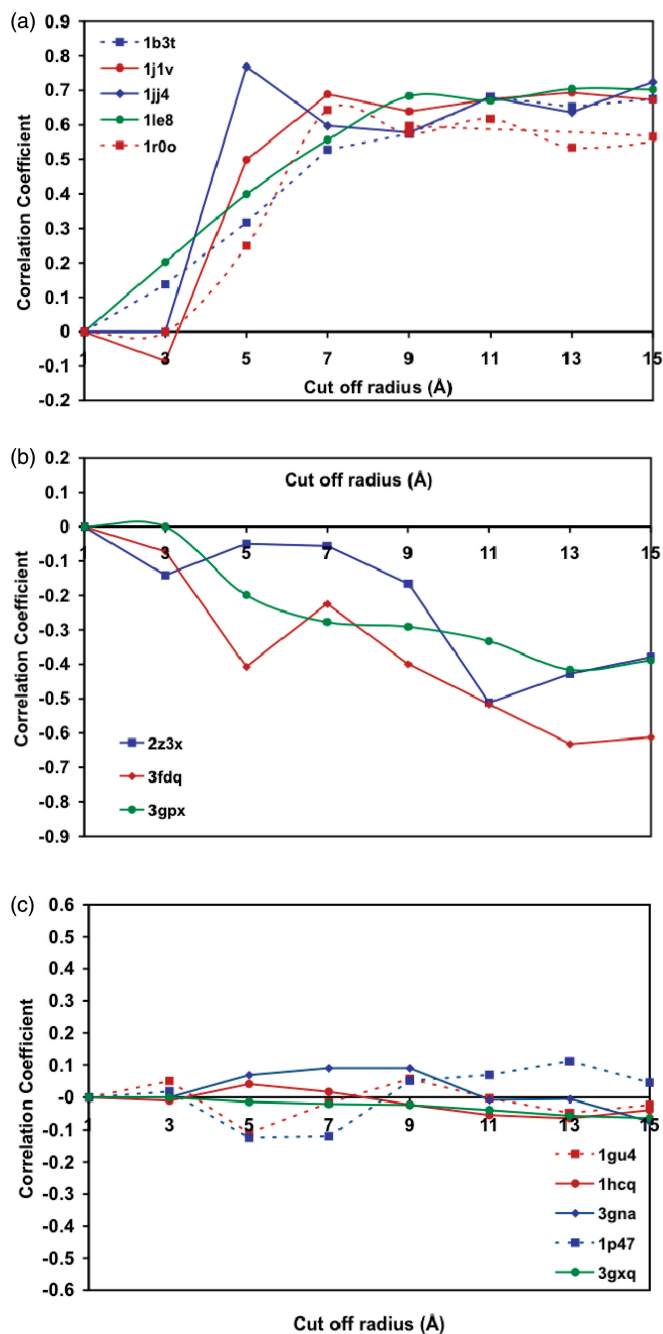 (a)
0.9
0.8
0.7
0.6
0.5
0.4
0.3
0.2
0.1
0
-0.1
-0.2
Correlation Coefficient
1b3t
1j1v
1jj4
1le8
1r0o
1 3 5 7 9 11 13 15
Cut off radius (Å)
(b)
0.2
0.1
0
-0.1
-0.2
-0.3
-0.4
-0.5
-0.6
-0.7
-0.8
-0.9
Correlation Coefficient
Cut off radius (Å)
1 3 5 7 9 11 13 15
2z3x
3fdq
3gpx
(c)
0.6
0.5
0.4
0.3
0.2
0.1
-0
-0.1
-0.2
-0.3
-0.4
-0.5
-0.6
Correlation Coefficient
1 3 5 7 9 11 13 15
1gu4
1hcq
3gna
1p47
3gxq
Cut off radius (Å)